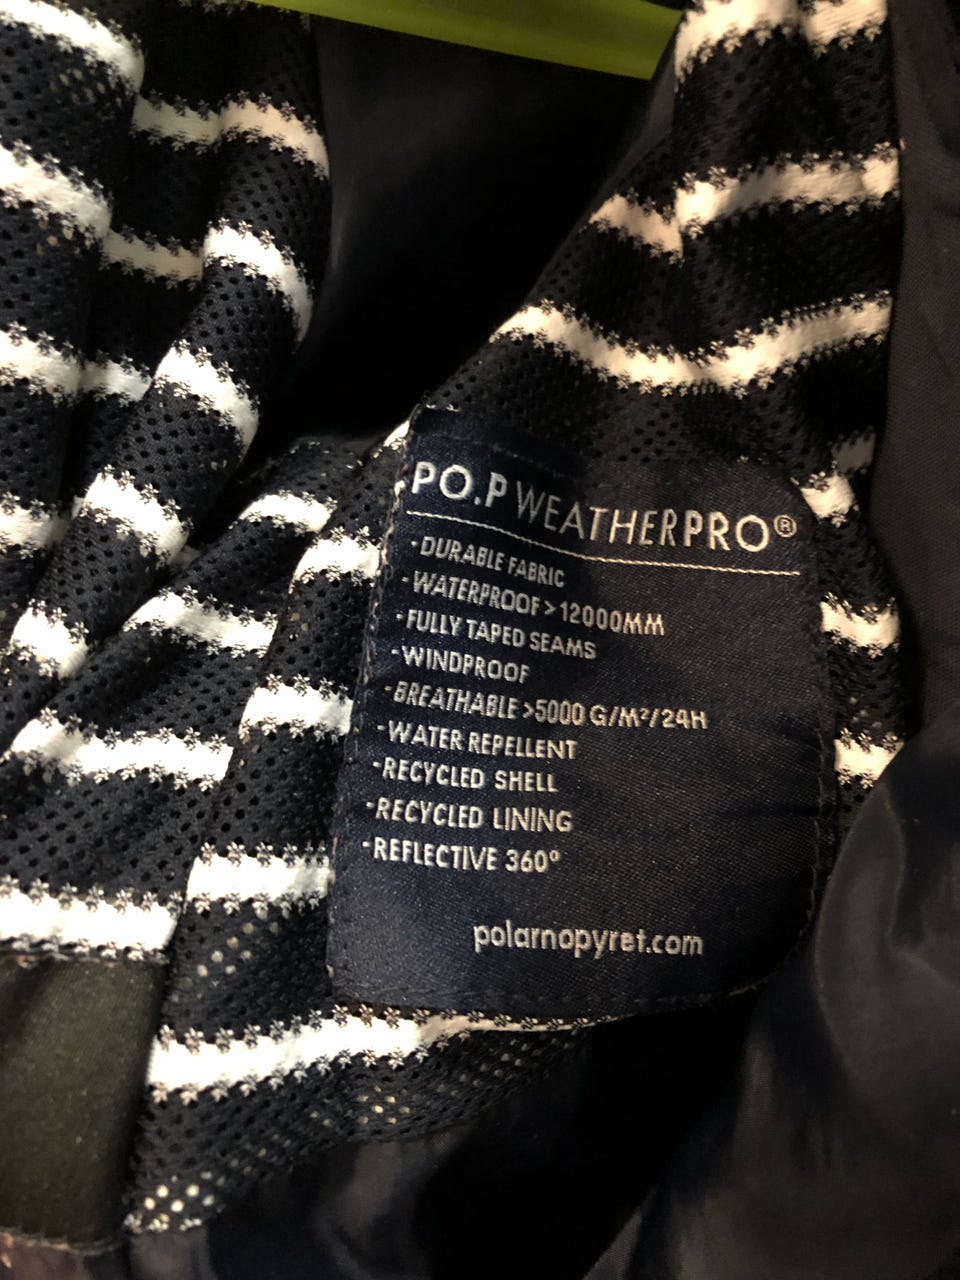 PO.P WEATHERPRO®
-DURABLE FABRIC
-WATERPROOF > 12000MM
-FULLY TAPED SEAMS
-WINDPROOF
-BREATHABLE >5000 G/M²/24H
-WATER REPELLENT
-RECYCLED SHELL
-RECYCLED LINING
-REFLECTIVE 360°
polarnopyret.com